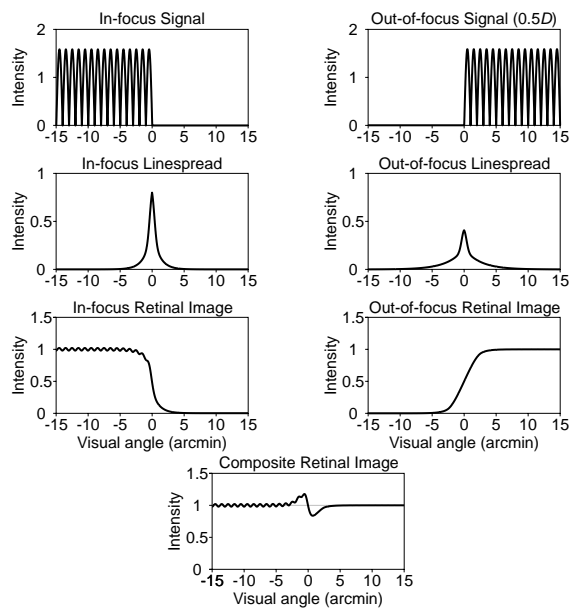 In-focus Signal
Out-of-focus Signal (0.5D)
Intensity
2
1
0
-15 -10 -5 0 5 10 15
Intensity
2
1
0
-15 -10 -5 0 5 10 15
In-focus Linespread
Out-of-focus Linespread
Intensity
1
0.5
0
-15 -10 -5 0 5 10 15
Intensity
1
0.5
0
-15 -10 -5 0 5 10 15
In-focus Retinal Image
Out-of-focus Retinal Image
Intensity
1.5
1
0.5
0
-15 -10 -5 0 5 10 15
Visual angle (arcmin)
Intensity
1.5
1
0.5
0
-15 -10 -5 0 5 10 15
Visual angle (arcmin)
Composite Retinal Image
Intensity
1.5
1
0.5
0
-15 -10 -5 0 5 10 15
Visual angle (arcmin)